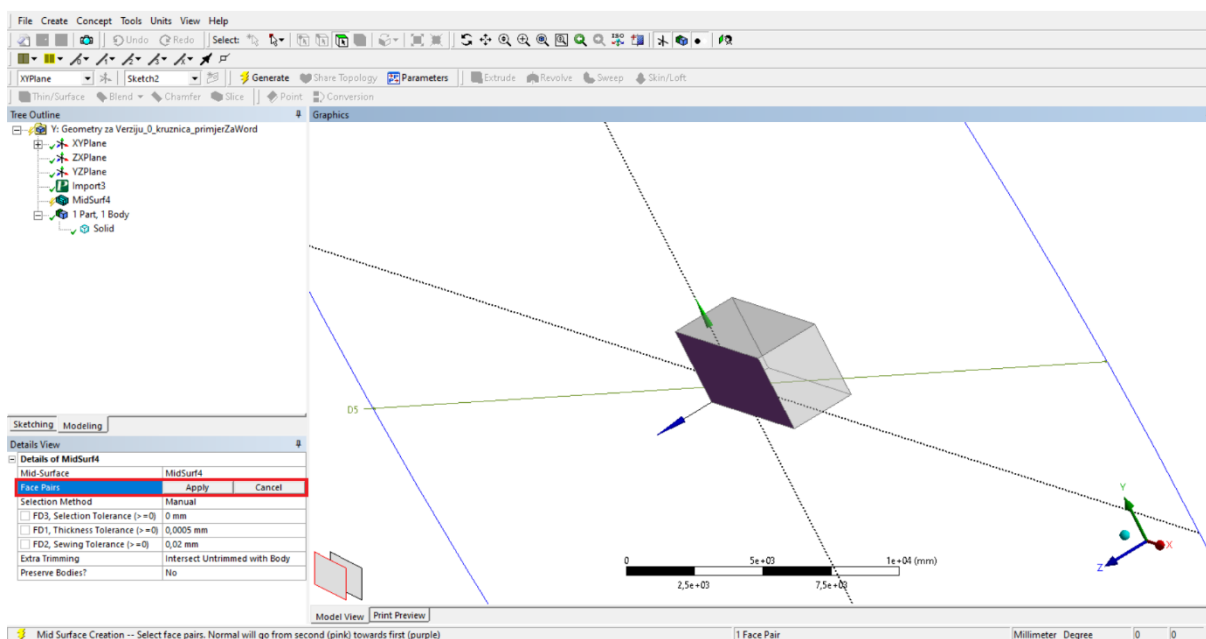 File Create Concept Tools Units View Help
Undo Redo Select:
XYPlane Sketch2 Generate Share Topology Parameters Extrude Revolve Sweep Skin/Loft
Thin/Surface Blend Chamfer Slice Point Conversion
Tree Outline
Y: Geometry za Verziju_0_kruznica_primjerZaWord
XYPlane
ZXPlane
YZPlane
Import3
MidSurf4
1 Part, 1 Body
Solid
Sketching Modeling
Details View
Details of MidSurf4
Mid-Surface MidSurf4
Face Pairs Apply Cancel
Selection Method Manual
FD3, Selection Tolerance (>=0) 0 mm
FD1, Thickness Tolerance (>=0) 0,0005 mm
FD2, Sewing Tolerance (>=0) 0,02 mm
Extra Trimming Intersect Untrimmed with Body
Preserve Bodies? No
Graphics
D5
0 5e+03 1e+04 (mm)
2,5e+03 7,5e+03
Y
X
Z
Model View Print Preview
Mid Surface Creation -- Select face pairs. Normal will go from second (pink) towards first (purple) 1 Face Pair Millimeter Degree 0 0